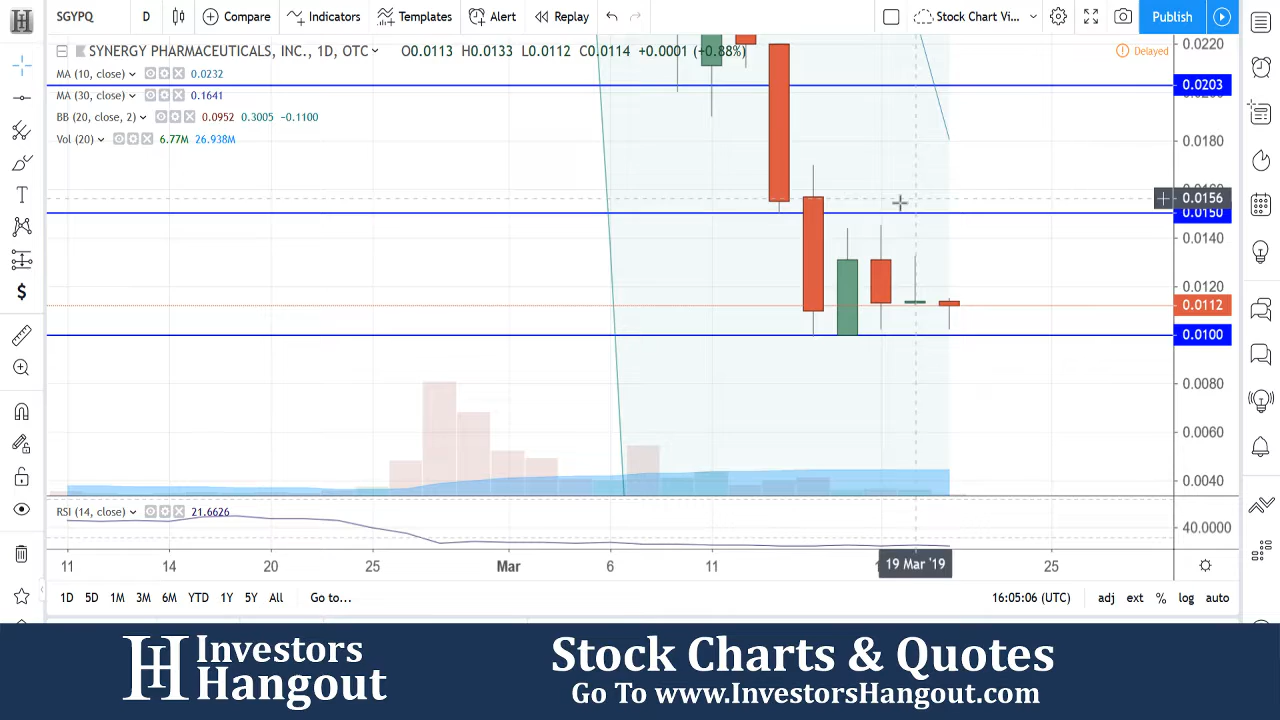 SGYPQ D Compare Indicators Templates Alert Replay Stock Chart Vi... Publish
SYNERGY PHARMACEUTICALS, INC., 1D, OTC O0.0113 H0.0133 L0.0112 C0.0114 +0.0001 (+0.88%)
Delayed
MA (10, close) 0.0232
MA (30, close) 0.1641
BB (20, close, 2) 0.0952 0.3005 −0.1100
Vol (20) 6.77M 26.938M
0.0220
0.0203
0.0180
0.0156
0.0150
0.0140
0.0120
0.0112
0.0100
0.0080
0.0060
0.0040
RSI (14, close) 21.6626
40.0000
11 14 20 25 Mar 6 11 19 Mar '19 25
1D 5D 1M 3M 6M YTD 1Y 5Y All Go to... 16:05:06 (UTC) adj ext % log auto
Investors
Hangout
Stock Charts & Quotes
Go To www.InvestorsHangout.com